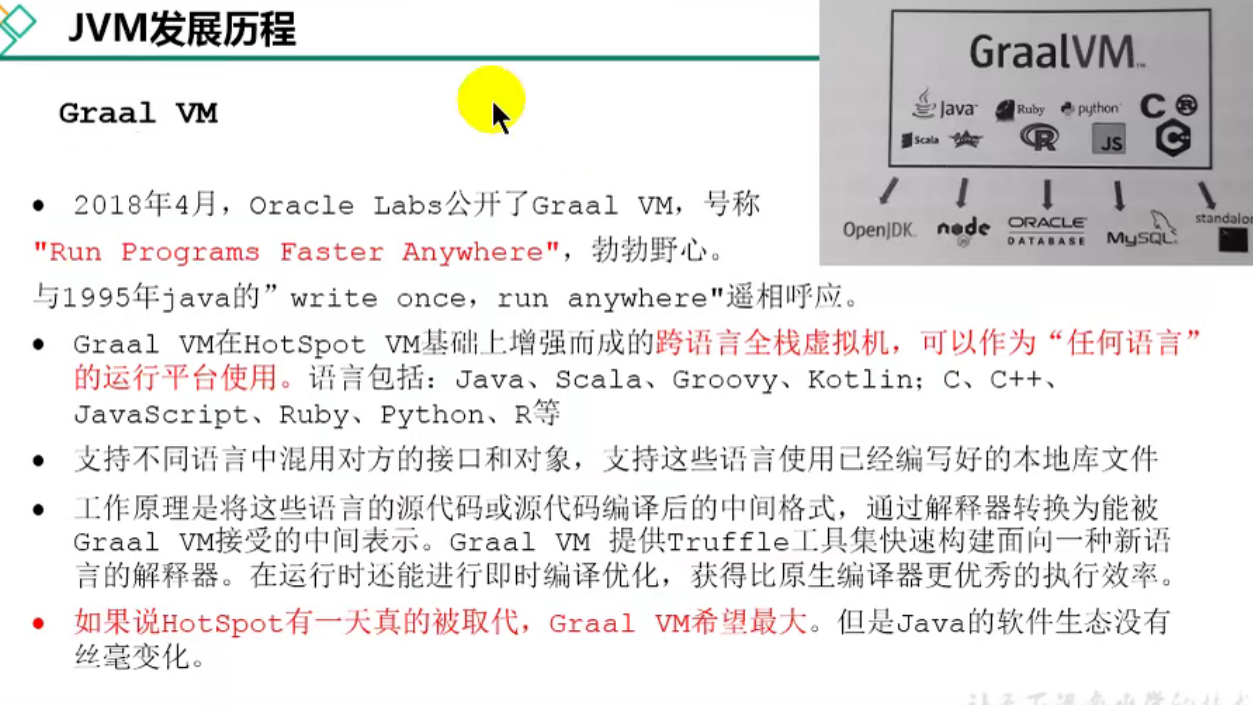 JVM发展历程
Graal VM
• 2018年4月，Oracle Labs公开了Graal VM，号称
"Run Programs Faster Anywhere"，勃勃野心。
与1995年java的”write once，run anywhere"遥相呼应。
• Graal VM在HotSpot VM基础上增强而成的跨语言全栈虚拟机，可以作为“任何语言”
的运行平台使用。语言包括：Java、Scala、Groovy、Kotlin；C、C++、
JavaScript、Ruby、Python、R等
• 支持不同语言中混用对方的接口和对象，支持这些语言使用已经编写好的本地库文件
• 工作原理是将这些语言的源代码或源代码编译后的中间格式，通过解释器转换为能被
Graal VM接受的中间表示。Graal VM 提供Truffle工具集快速构建面向一种新语
言的解释器。在运行时还能进行即时编译优化，获得比原生编译器更优秀的执行效率。
• 如果说HotSpot有一天真的被取代，Graal VM希望最大。但是Java的软件生态没有
丝毫变化。
GraalVM™
Java Ruby python C R
Scala R JS C
OpenJDK node ORACLE DATABASE MySQL standalon